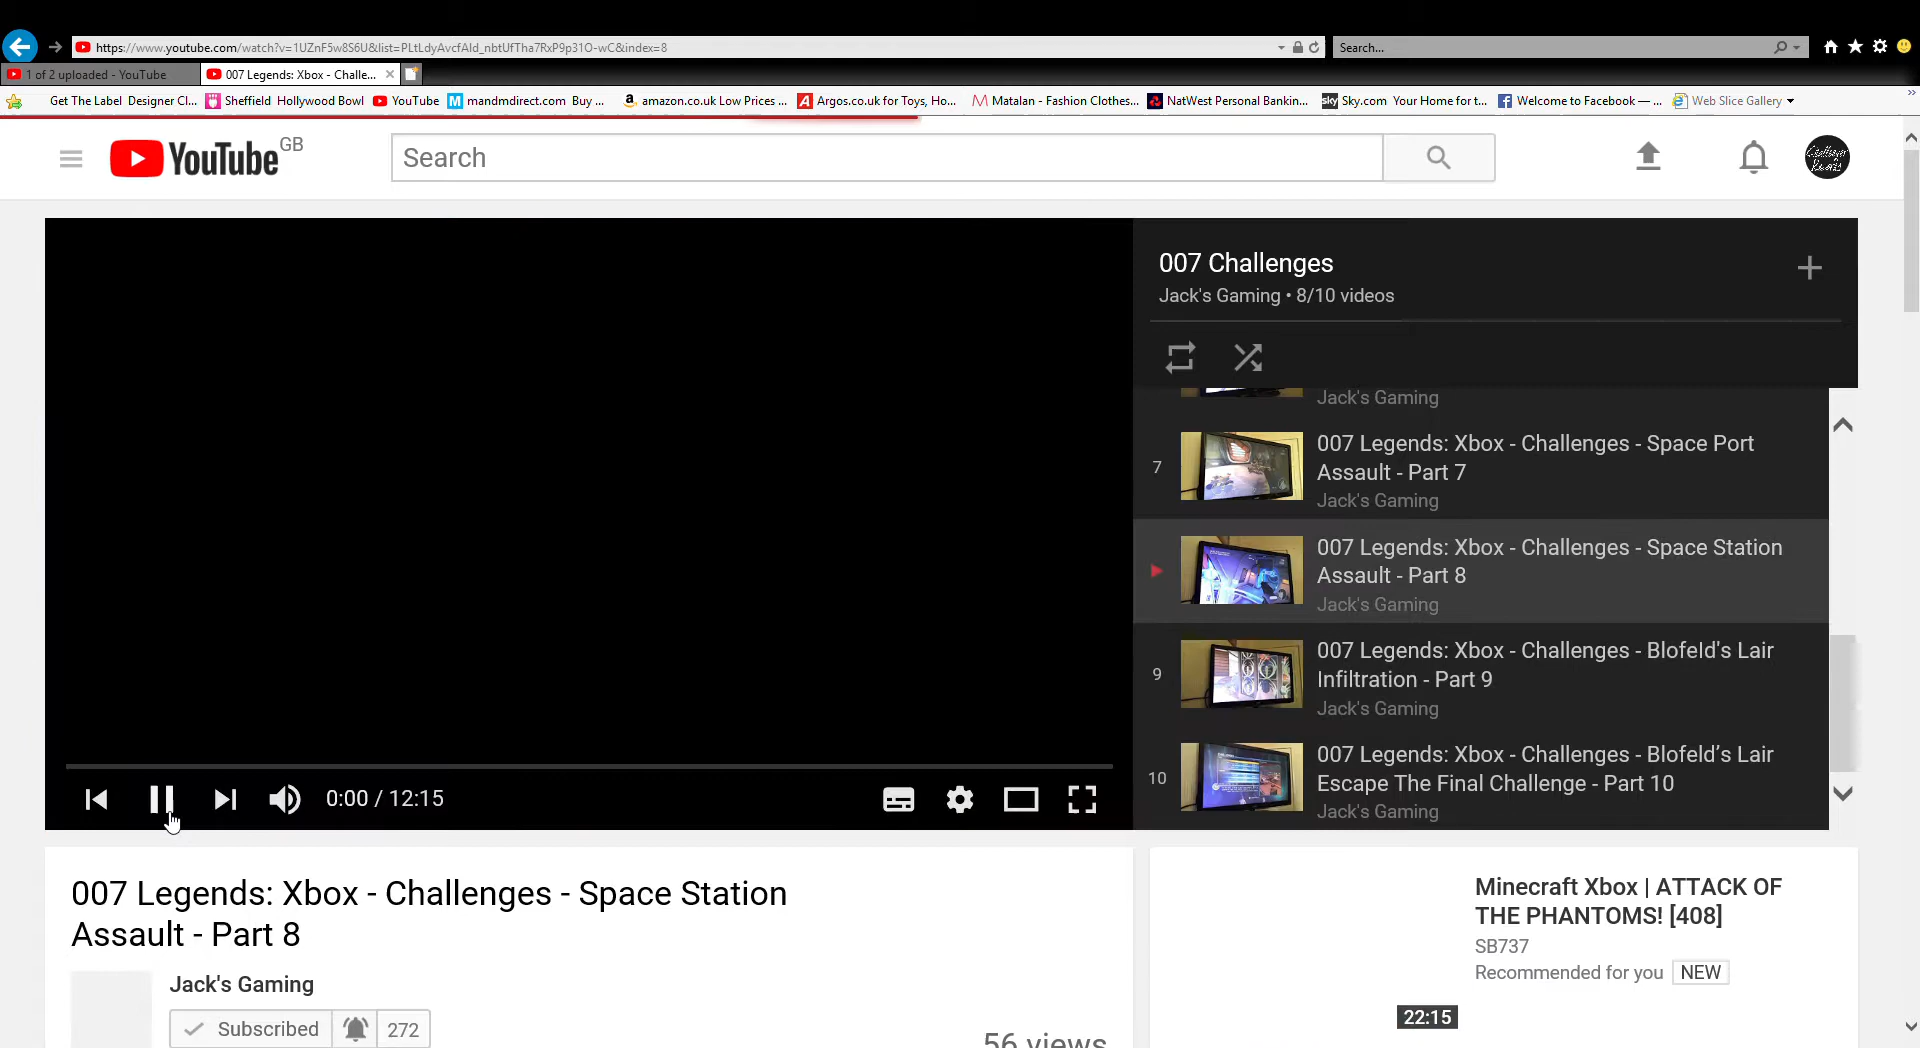 https://www.youtube.com/watch?v=1UZnF5w8S6U&list=PLtLdyAvcfAId_nbtUfTha7RxP9p31O-wC&index=8
Search...
1 of 2 uploaded - YouTube
007 Legends: Xbox - Challe...
Get The Label Designer Cl...
Sheffield Hollywood Bowl
YouTube
M mandmdirect.com Buy ...
amazon.co.uk Low Prices ...
Argos.co.uk for Toys, Ho...
Matalan - Fashion Clothes...
NatWest Personal Bankin...
sky Sky.com Your Home for t...
Welcome to Facebook — ...
Web Slice Gallery
YouTube GB
Search
007 Challenges
Jack's Gaming • 8/10 videos
Jack's Gaming
7
007 Legends: Xbox - Challenges - Space Port
Assault - Part 7
Jack's Gaming
007 Legends: Xbox - Challenges - Space Station
Assault - Part 8
Jack's Gaming
9
007 Legends: Xbox - Challenges - Blofeld's Lair
Infiltration - Part 9
Jack's Gaming
10
007 Legends: Xbox - Challenges - Blofeld’s Lair
Escape The Final Challenge - Part 10
Jack's Gaming
0:00 / 12:15
007 Legends: Xbox - Challenges - Space Station
Assault - Part 8
Jack's Gaming
Subscribed
272
56 views
Minecraft Xbox | ATTACK OF
THE PHANTOMS! [408]
SB737
Recommended for you NEW
22:15